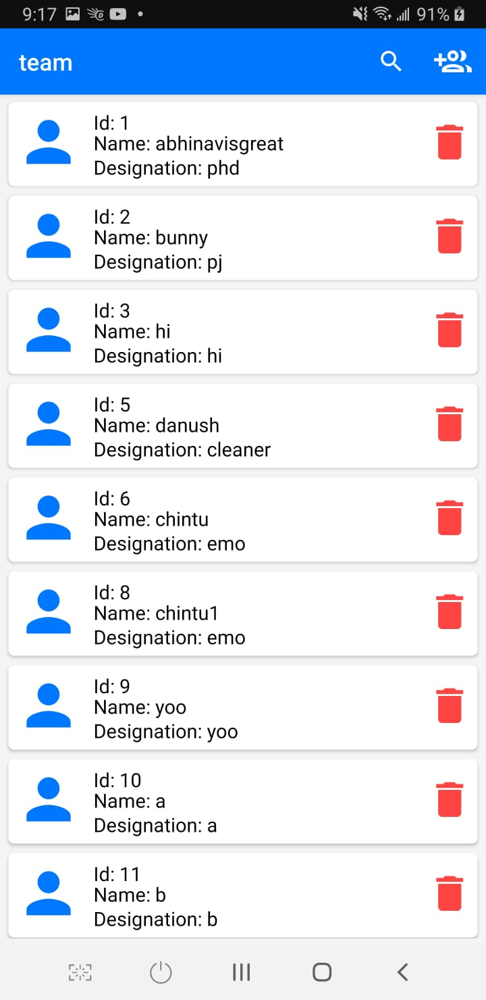 9:17 91%
team
Id: 1
Name: abhinavisgreat
Designation: phd
Id: 2
Name: bunny
Designation: pj
Id: 3
Name: hi
Designation: hi
Id: 5
Name: danush
Designation: cleaner
Id: 6
Name: chintu
Designation: emo
Id: 8
Name: chintu1
Designation: emo
Id: 9
Name: yoo
Designation: yoo
Id: 10
Name: a
Designation: a
Id: 11
Name: b
Designation: b